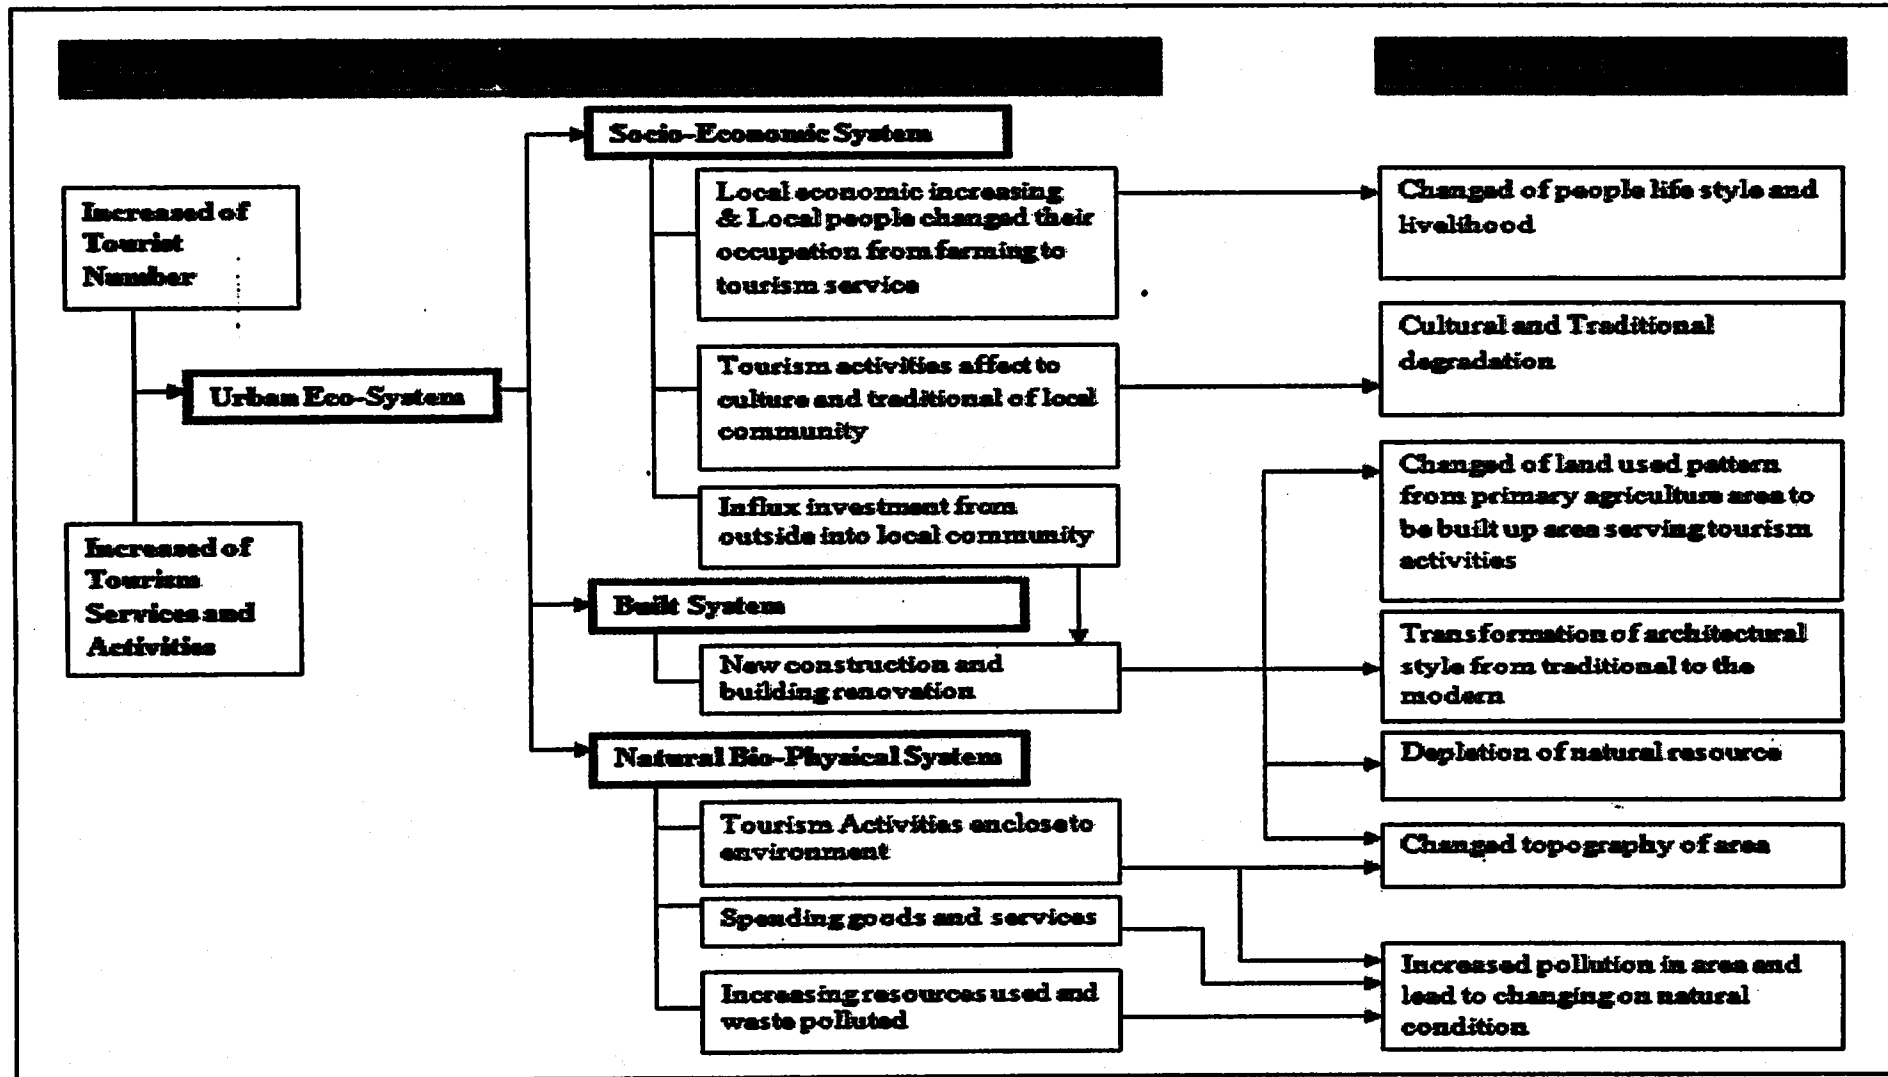 Socio-Economic System
Increased of
Tourist
Number
Urban Eco-System
Increased of
Tourism
Services and
Activities
Local economic increasing
& Local people changed their
occupation from farming to
tourism service
Tourism activities affect to
culture and traditional of local
community
Influx investment from
outside into local community
Built System
New construction and
building renovation
Natural Bio-Physical System
Tourism Activities enclose to
environment
Spending goods and services
Increasing resources used and
waste polluted
Changed of people life style and
livelihood
Cultural and Traditional
degradation
Changed of land used pattern
from primary agriculture area to
be built up area serving tourism
activities
Transformation of architectural
style from traditional to the
modern
Depletion of natural resource
Changed topography of area
Increased pollution in area and
lead to changing on natural
condition